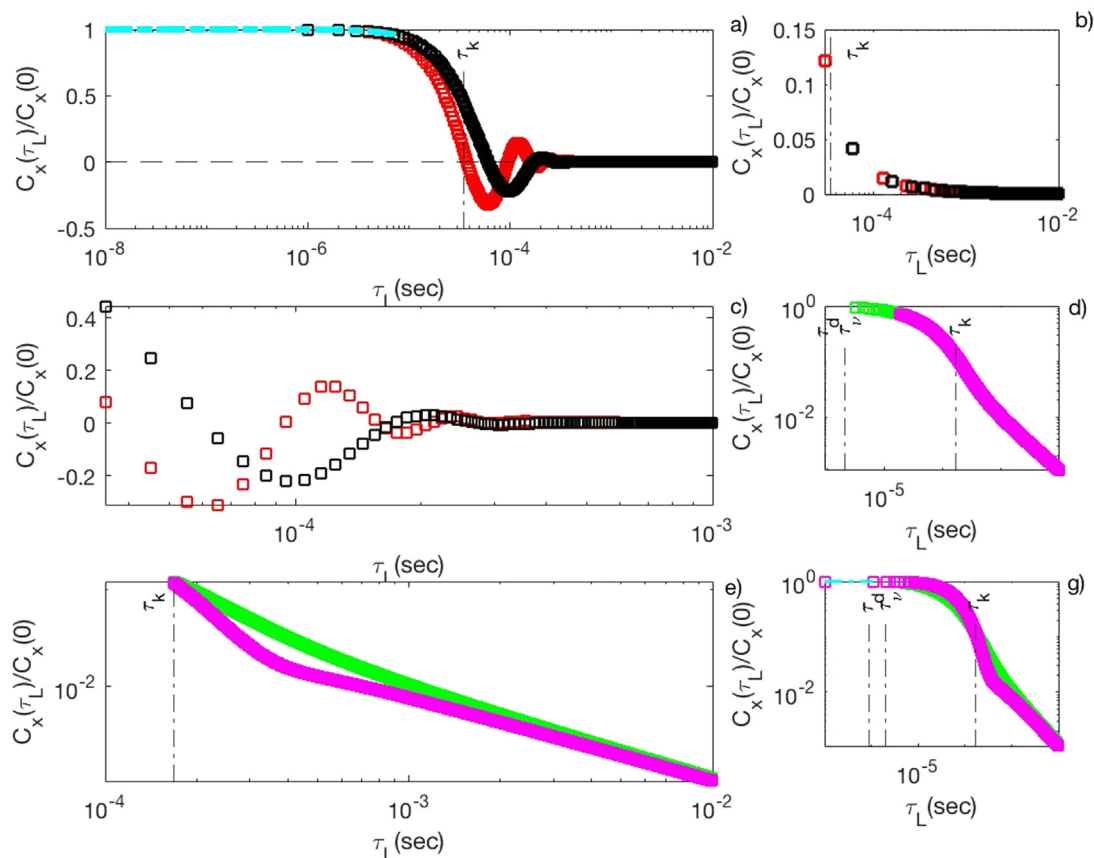 a)
C_x(τ_L)/C_x(0)
1
0.5
0
-0.5
τ_k
10^-8
10^-6
10^-4
10^-2
τ_L(sec)
b)
C_x(τ_L)/C_x(0)
0.15
0.1
0.05
0
τ_k
10^-4
10^-2
τ_L(sec)
c)
C_x(τ_L)/C_x(0)
0.4
0.2
0
-0.2
10^-4
10^-3
τ_L(sec)
d)
C_x(τ_L)/C_x(0)
10^0
10^-2
τ_d
τ_ν
τ_k
10^-5
τ_L(sec)
e)
C_x(τ_L)/C_x(0)
10^-2
τ_k
10^-4
10^-3
10^-2
τ_L(sec)
g)
C_x(τ_L)/C_x(0)
10^0
10^-2
τ_d
τ_ν
τ_k
10^-5
τ_L(sec)